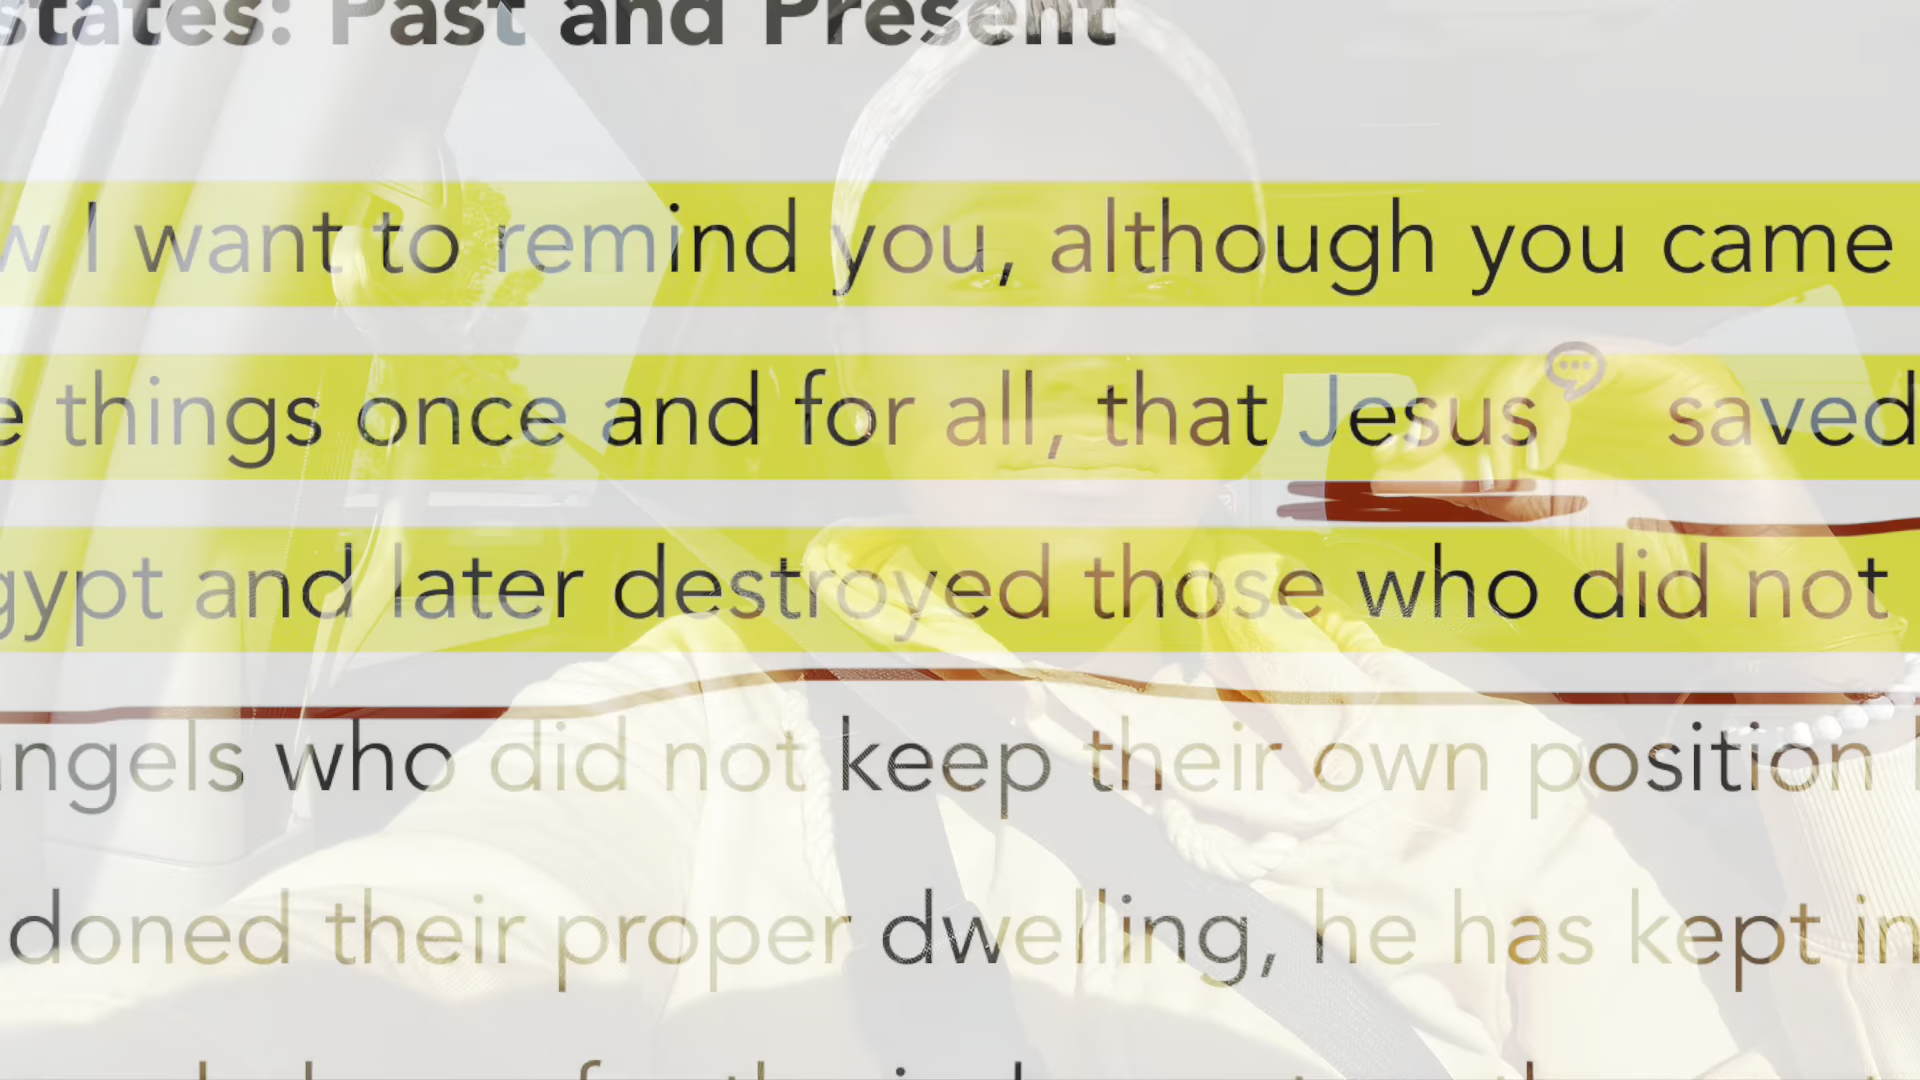 states: Past and Present
w I want to remind you, although you came
e things once and for all, that Jesus saved
gypt and later destroyed those who did not
angels who did not keep their own position
doned their proper dwelling, he has kept in